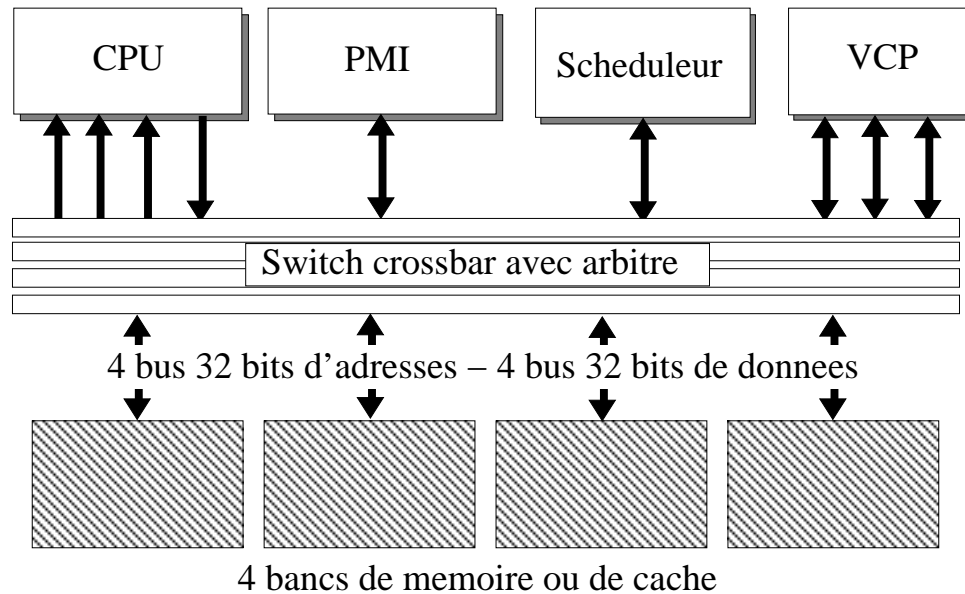 CPU
PMI
Scheduleur
VCP
Switch crossbar avec arbitre
4 bus 32 bits d’adresses – 4 bus 32 bits de donnees
4 bancs de memoire ou de cache